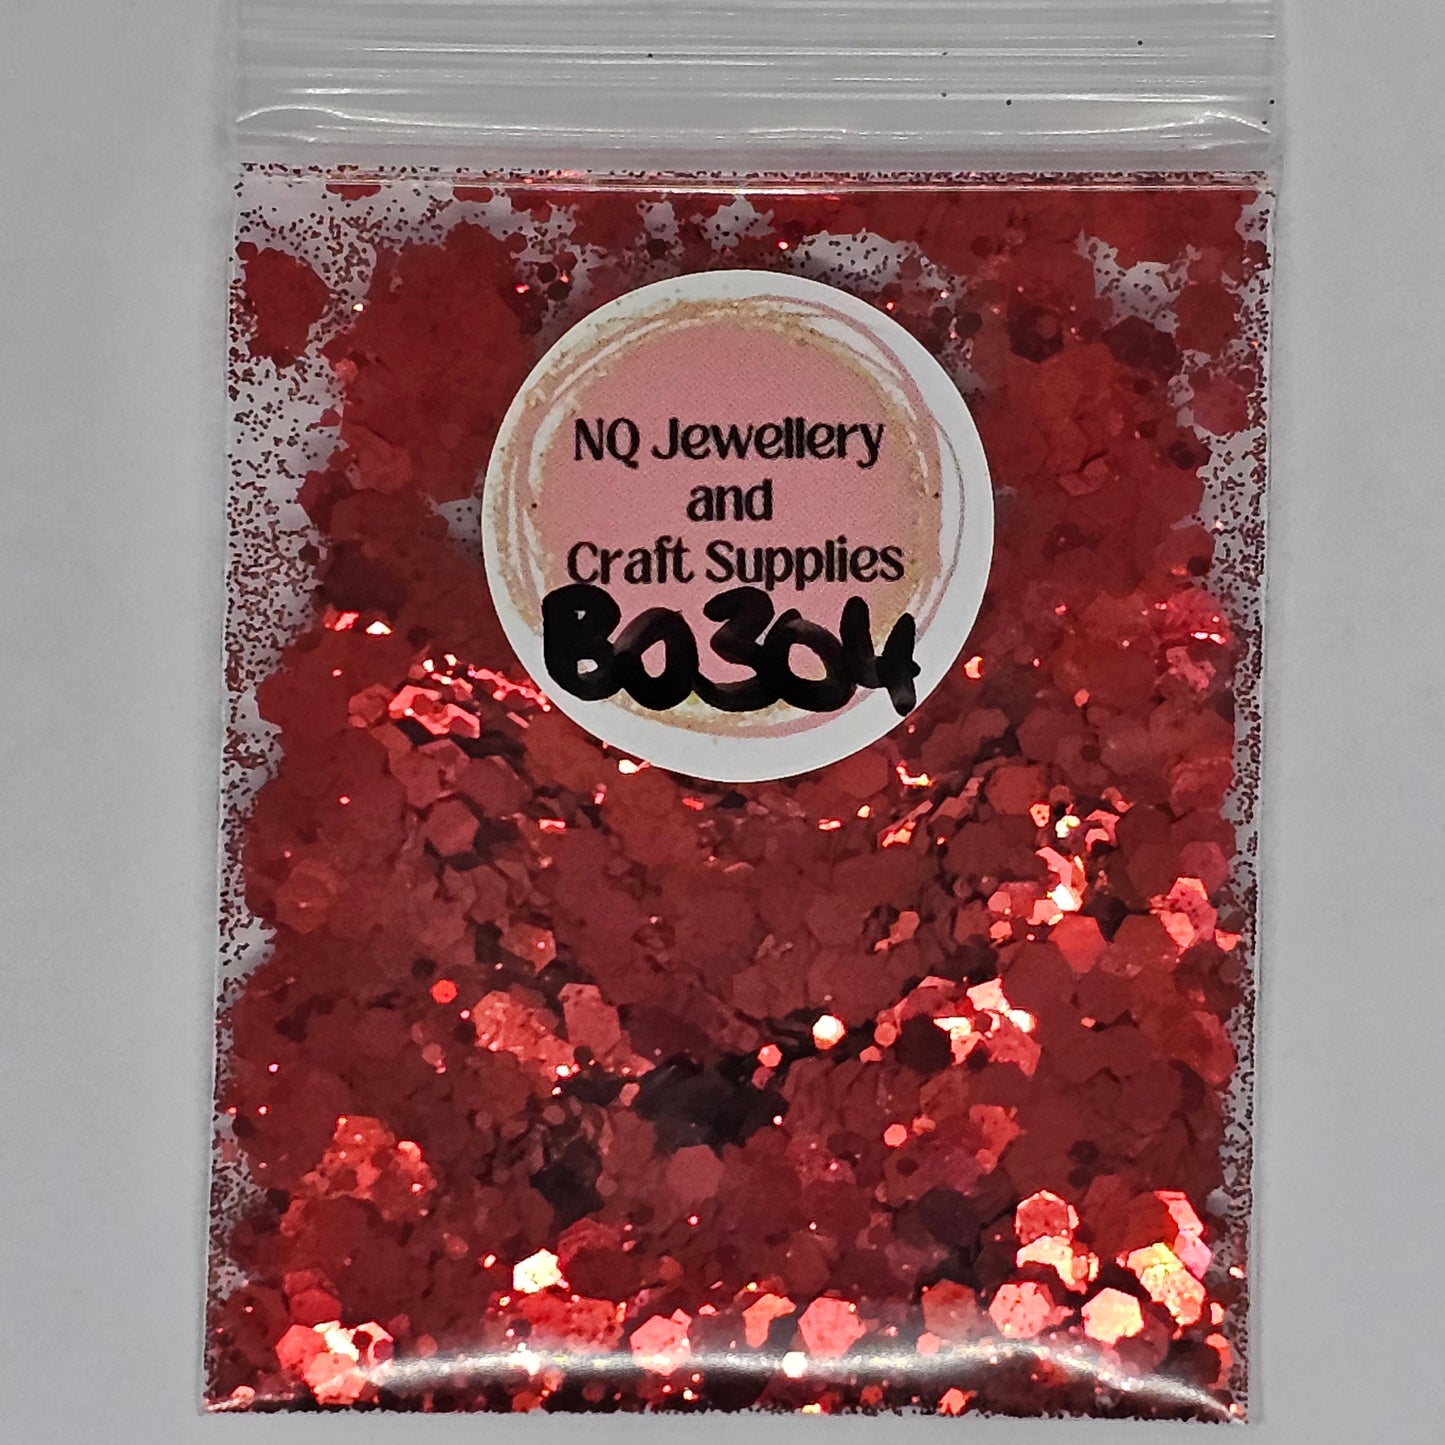 NQ Jewellery
and
Craft Supplies
B0304